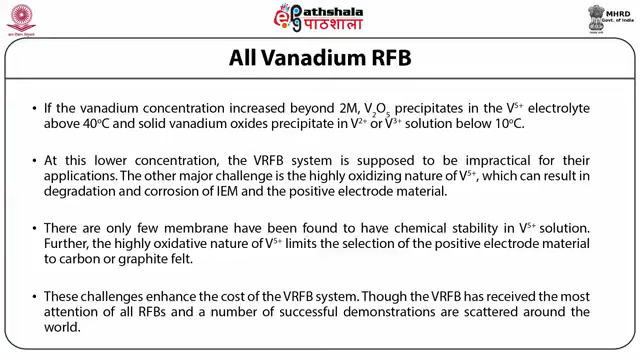 ePathshala
पाठशाला
MHRD
Govt. of India
All Vanadium RFB
• If the vanadium concentration increased beyond 2M, V2O5 precipitates in the V5+ electrolyte
above 40oC and solid vanadium oxides precipitate in V2+ or V3+ solution below 10oC.
• At this lower concentration, the VRFB system is supposed to be impractical for their
applications. The other major challenge is the highly oxidizing nature of V5+, which can result in
degradation and corrosion of IEM and the positive electrode material.
• There are only few membrane have been found to have chemical stability in V5+ solution.
Further, the highly oxidative nature of V5+ limits the selection of the positive electrode material
to carbon or graphite felt.
• These challenges enhance the cost of the VRFB system. Though the VRFB has received the most
attention of all RFBs and a number of successful demonstrations are scattered around the
world.